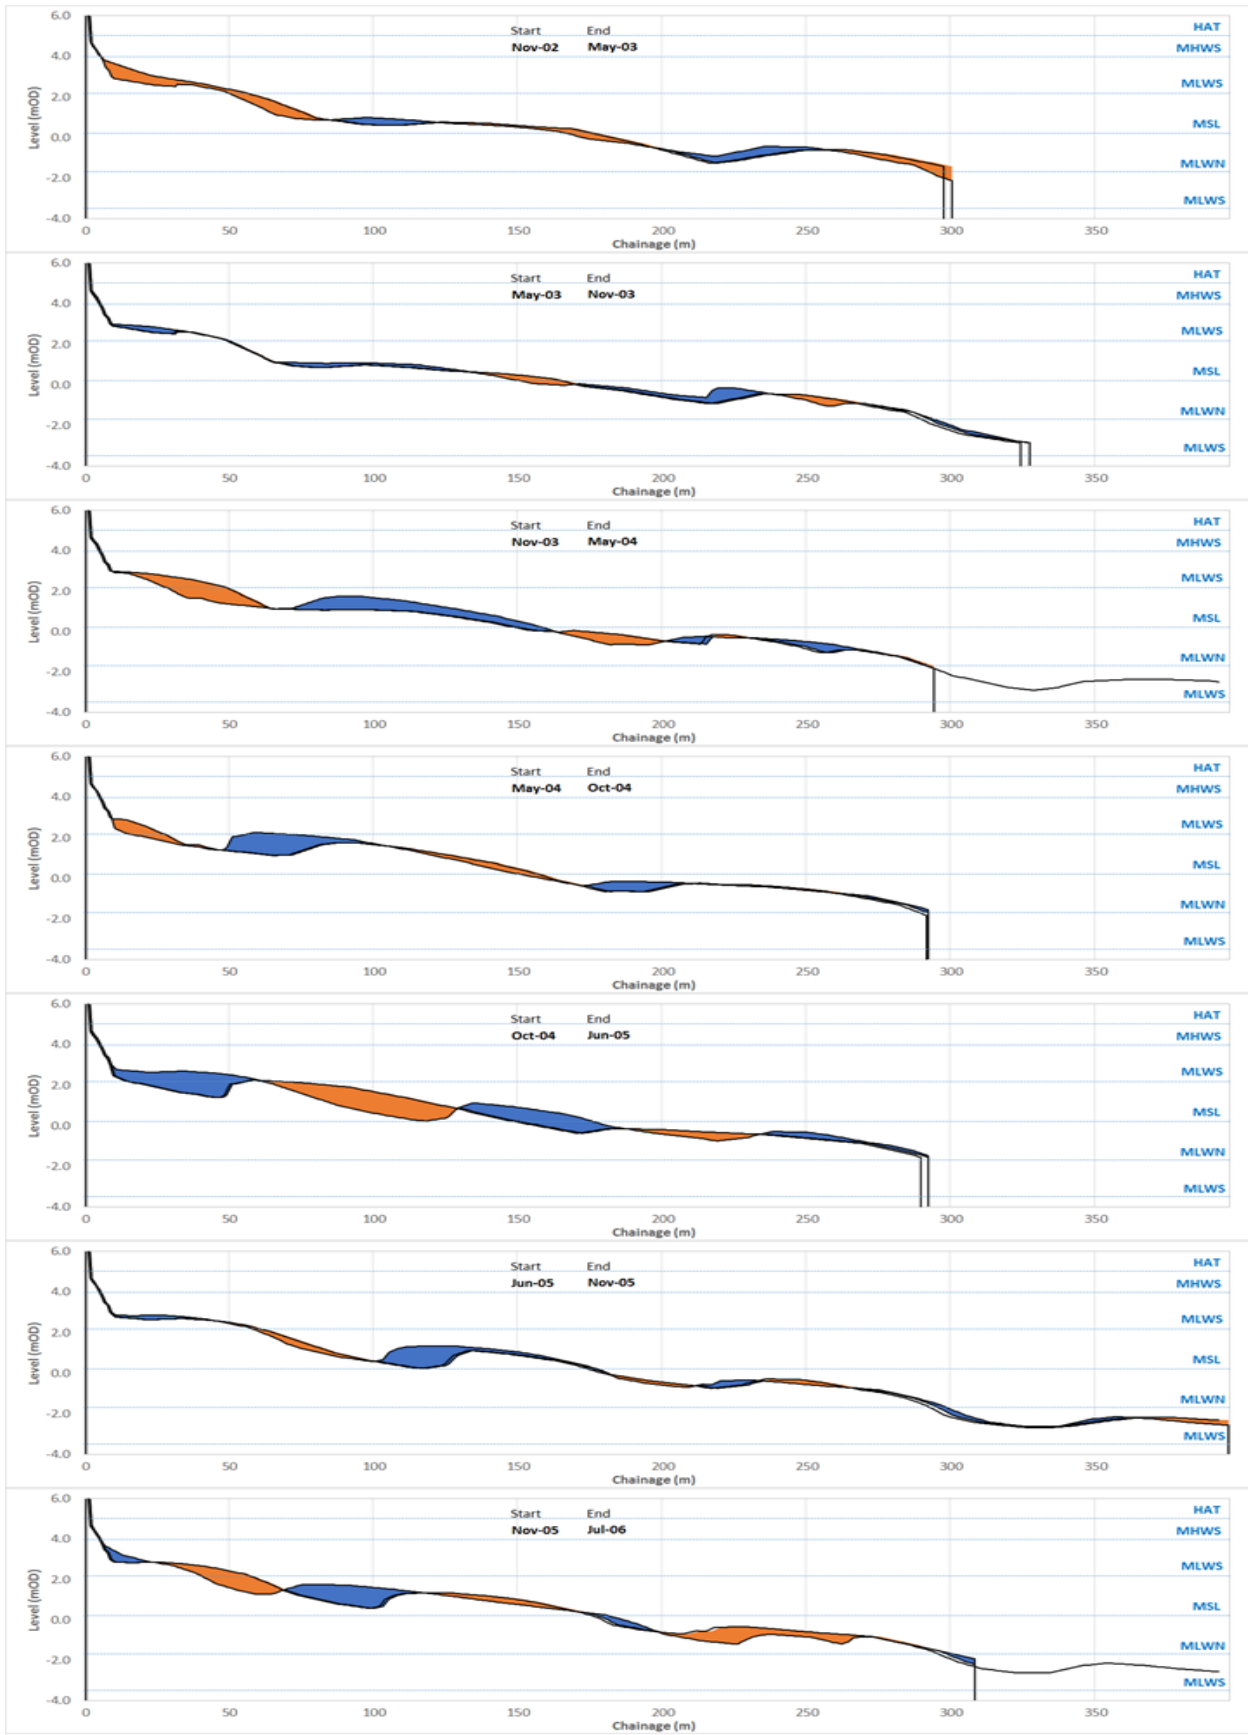 6.0
Start End
HAT
Nov-02 May-03
MHWS
4.0
MLWS
2.0
MSL
Level (mOD)
0.0
MLWN
-2.0
MLWS
-4.0
0 50 100 150 200 250 300 350
Chainage (m)
6.0
Start End
HAT
May-03 Nov-03
MHWS
4.0
MLWS
2.0
MSL
Level (mOD)
0.0
MLWN
-2.0
MLWS
-4.0
0 50 100 150 200 250 300 350
Chainage (m)
6.0
Start End
HAT
Nov-03 May-04
MHWS
4.0
MLWS
2.0
MSL
Level (mOD)
0.0
MLWN
-2.0
MLWS
-4.0
0 50 100 150 200 250 300 350
Chainage (m)
6.0
Start End
HAT
May-04 Oct-04
MHWS
4.0
MLWS
2.0
MSL
Level (mOD)
0.0
MLWN
-2.0
MLWS
-4.0
0 50 100 150 200 250 300 350
Chainage (m)
6.0
Start End
HAT
Oct-04 Jun-05
MHWS
4.0
MLWS
2.0
MSL
Level (mOD)
0.0
MLWN
-2.0
MLWS
-4.0
0 50 100 150 200 250 300 350
Chainage (m)
6.0
Start End
HAT
Jun-05 Nov-05
MHWS
4.0
MLWS
2.0
MSL
Level (mOD)
0.0
MLWN
-2.0
MLWS
-4.0
0 50 100 150 200 250 300 350
Chainage (m)
6.0
Start End
HAT
Nov-05 Jul-06
MHWS
4.0
MLWS
2.0
MSL
Level (mOD)
0.0
MLWN
-2.0
MLWS
-4.0
0 50 100 150 200 250 300 350
Chainage (m)